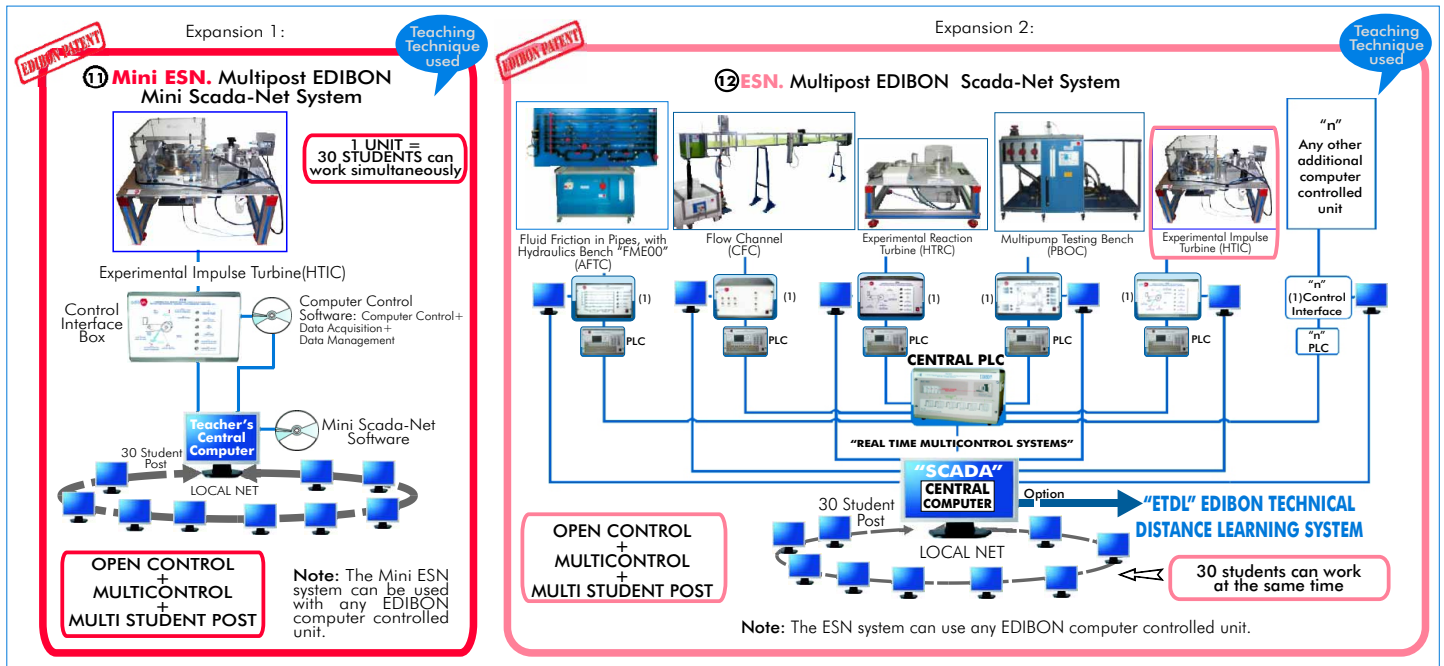 Expansion 1:
EDIBON PATENT
Teaching
Technique
used
11 Mini ESN. Multipost EDIBON
Mini Scada-Net System
1 UNIT =
30 STUDENTS can
work simultaneously
Experimental Impulse Turbine(HTIC)
Control
Interface
Box
Computer Control
Software: Computer Control+
Data Acquisition+
Data Management
Teacher's
Central
Computer
Mini Scada-Net
Software
30 Student
Post
LOCAL NET
OPEN CONTROL
+
MULTICONTROL
+
MULTI STUDENT POST
Note: The Mini ESN
system can be used
with any EDIBON
computer controlled
unit.
Expansion 2:
EDIBON PATENT
Teaching
Technique
used
12 ESN. Multipost EDIBON Scada-Net System
Fluid Friction in Pipes, with
Hydraulics Bench "FME00"
(AFTC)
Flow Channel
(CFC)
Experimental Reaction
Turbine (HTRC)
Multipump Testing Bench
(PBOC)
Experimental Impulse
Turbine (HTIC)
"n"
Any other
additional
computer
controlled
unit
(1)
(1)
(1)
(1)
(1)
"n"
(1)Control
Interface
PLC
PLC
PLC
PLC
PLC
"n"
PLC
CENTRAL PLC
"REAL TIME MULTICONTROL SYSTEMS"
"SCADA"
CENTRAL
COMPUTER
Option
"ETDL" EDIBON TECHNICAL
DISTANCE LEARNING SYSTEM
30 Student
Post
LOCAL NET
OPEN CONTROL
+
MULTICONTROL
+
MULTI STUDENT POST
30 students can work
at the same time
Note: The ESN system can use any EDIBON computer controlled unit.